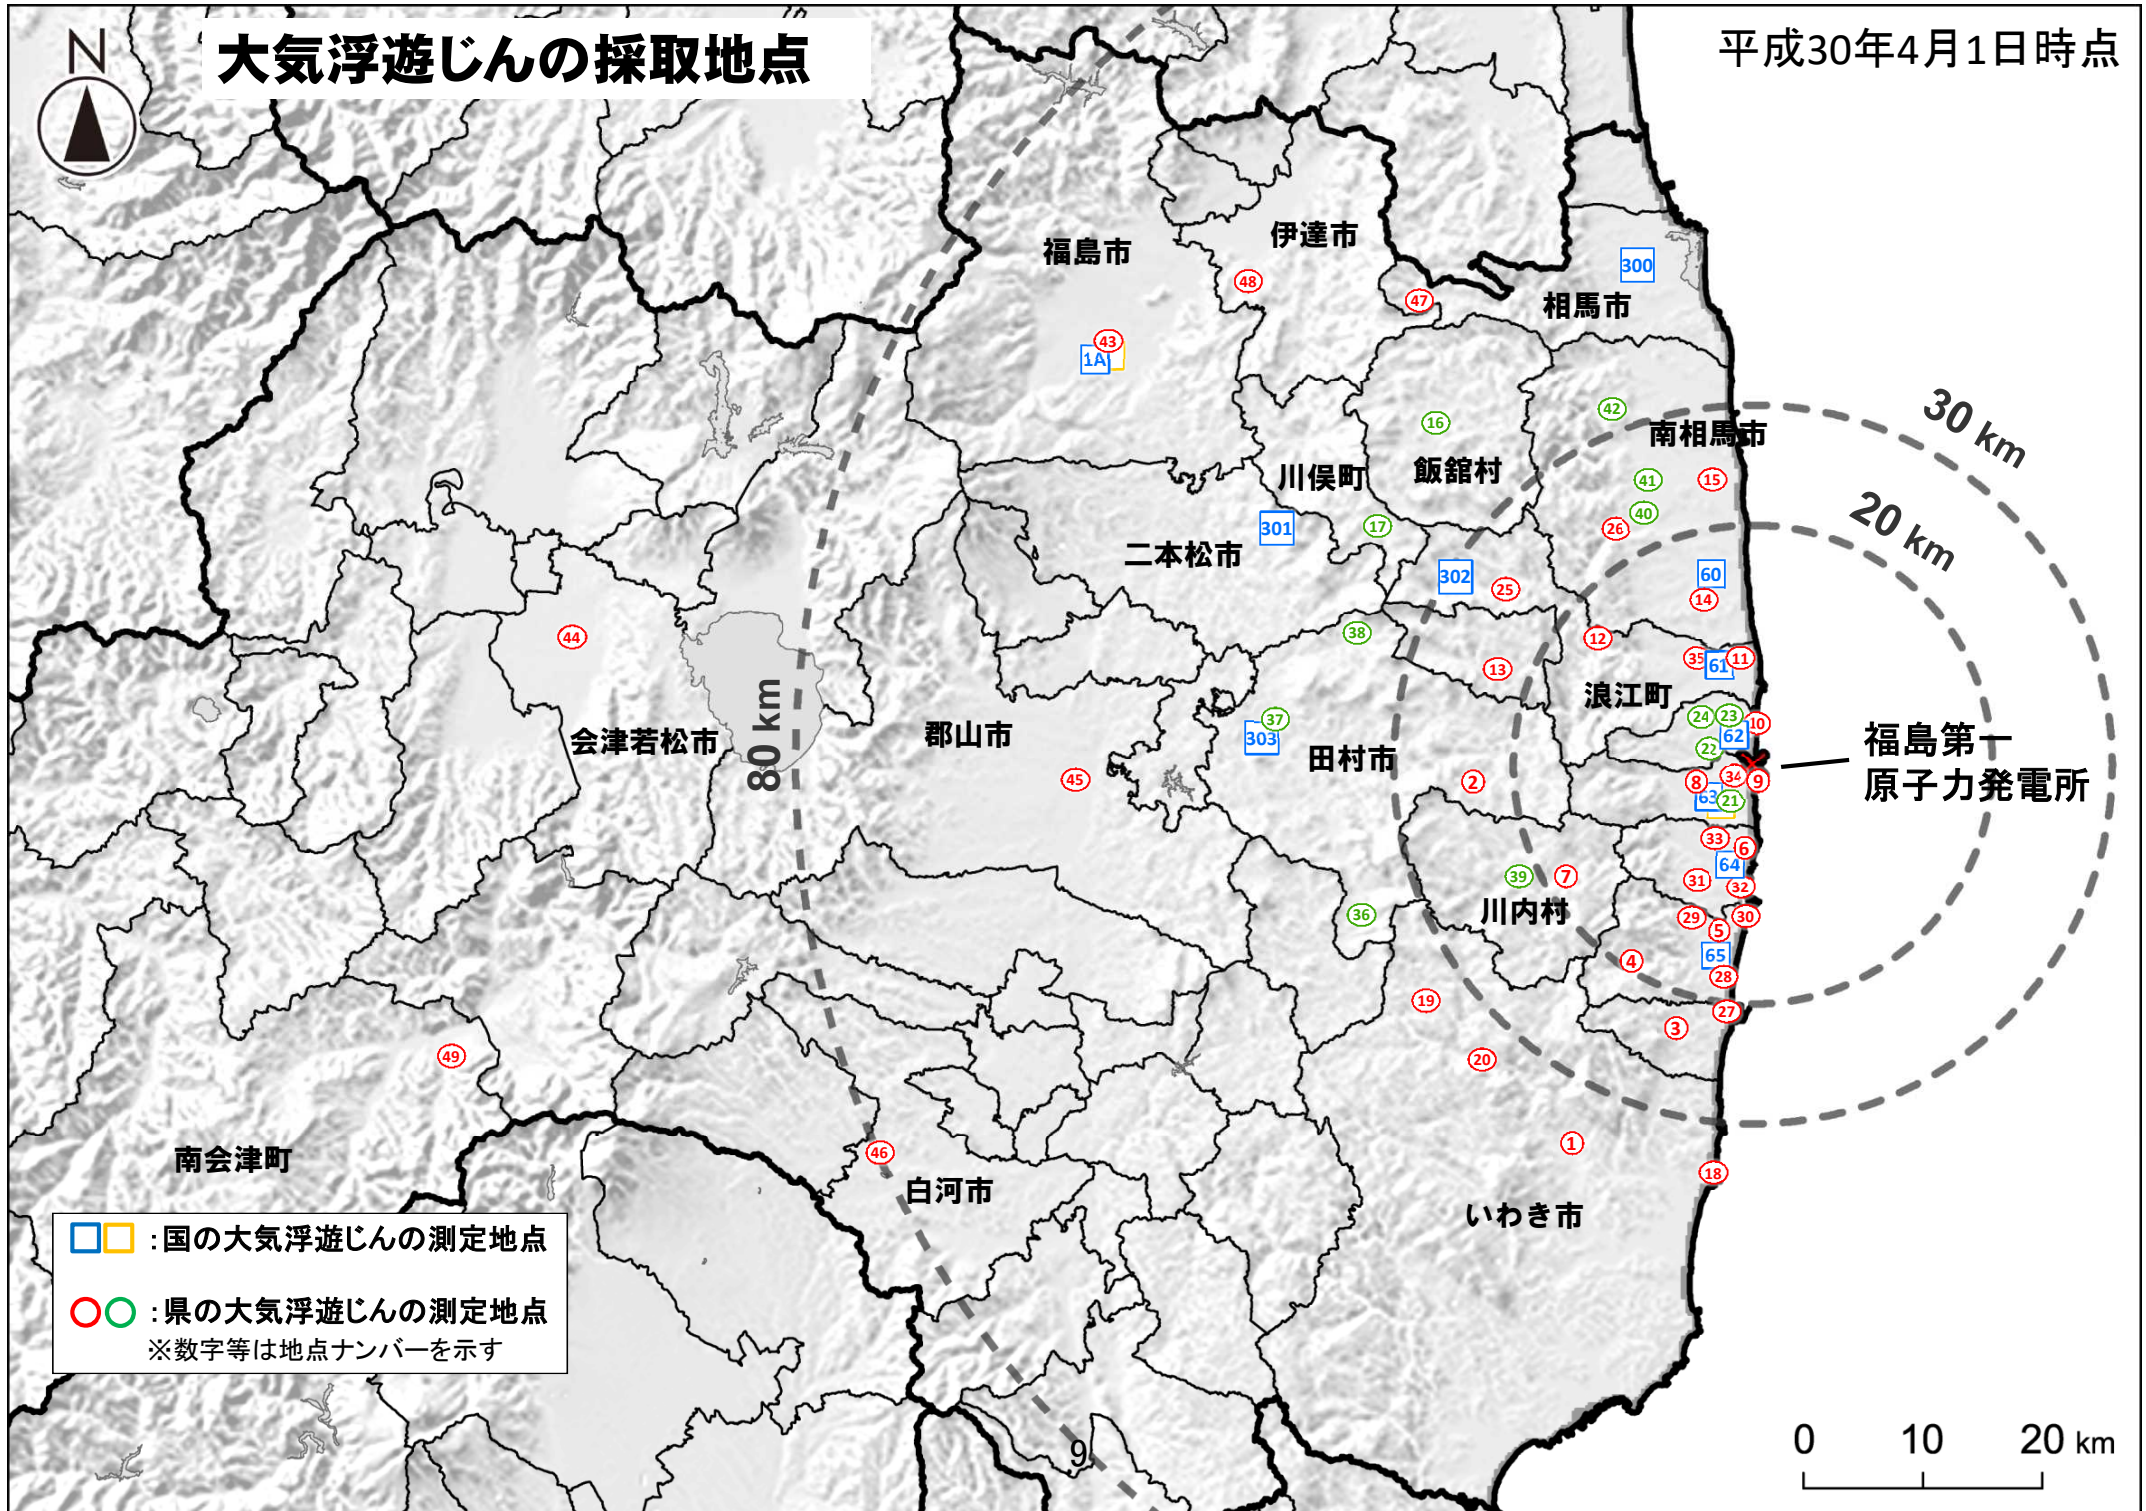 大気浮遊じんの採取地点
平成30年4月1日時点
N
伊達市
福島市
300
48
47
相馬市
43
1A
30 km
42
16
南相馬市
川俣町
飯舘村
41
15
20 km
40
17
301
26
二本松市
302
60
25
14
38
44
12
35
61
11
13
浪江町
80 km
24
23
10
37
303
62
会津若松市
郡山市
22
田村市
福島第一
原子力発電所
45
2
8
34
9
63
21
33
6
64
39
7
31
32
川内村
36
29
30
5
65
4
28
19
27
3
49
20
1
46
南会津町
18
白河市
いわき市
:国の大気浮遊じんの測定地点
:県の大気浮遊じんの測定地点
※数字等は地点ナンバーを示す
9
0 10 20 km